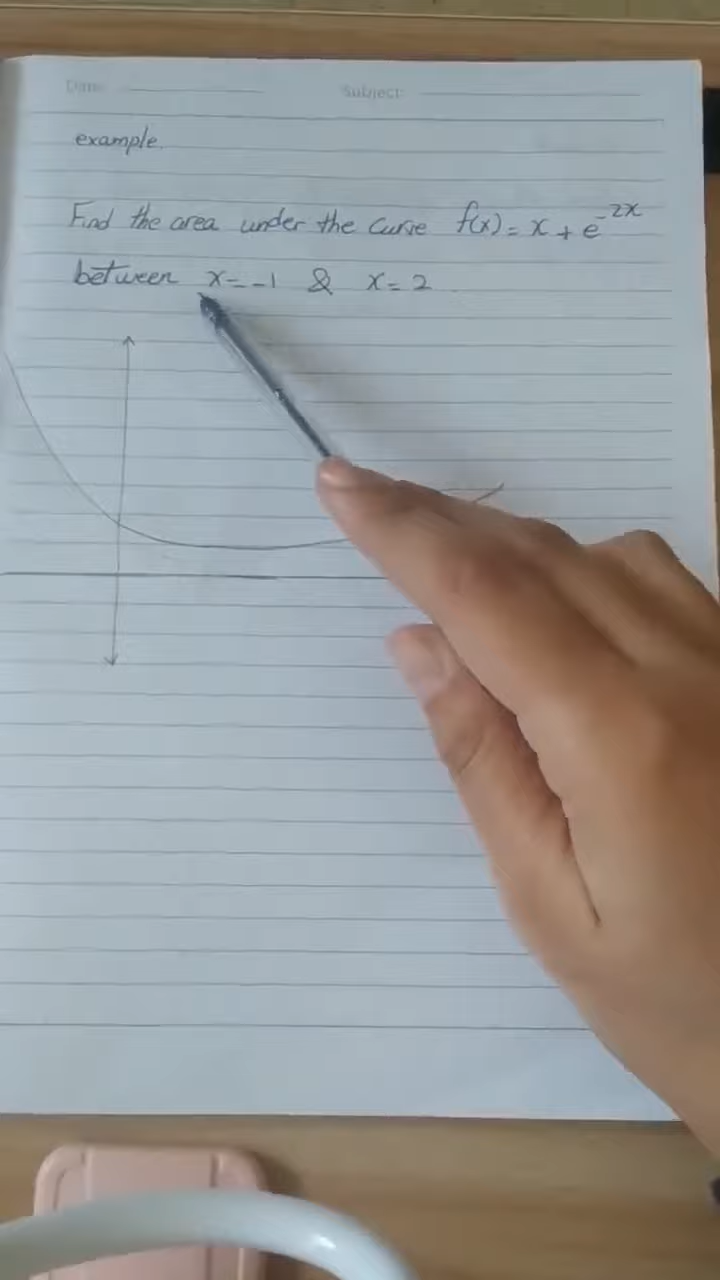 Date:
Subject:
example.
Find the area under the curve f(x) = x + e^{-2x}
between x = -1 & x = 2